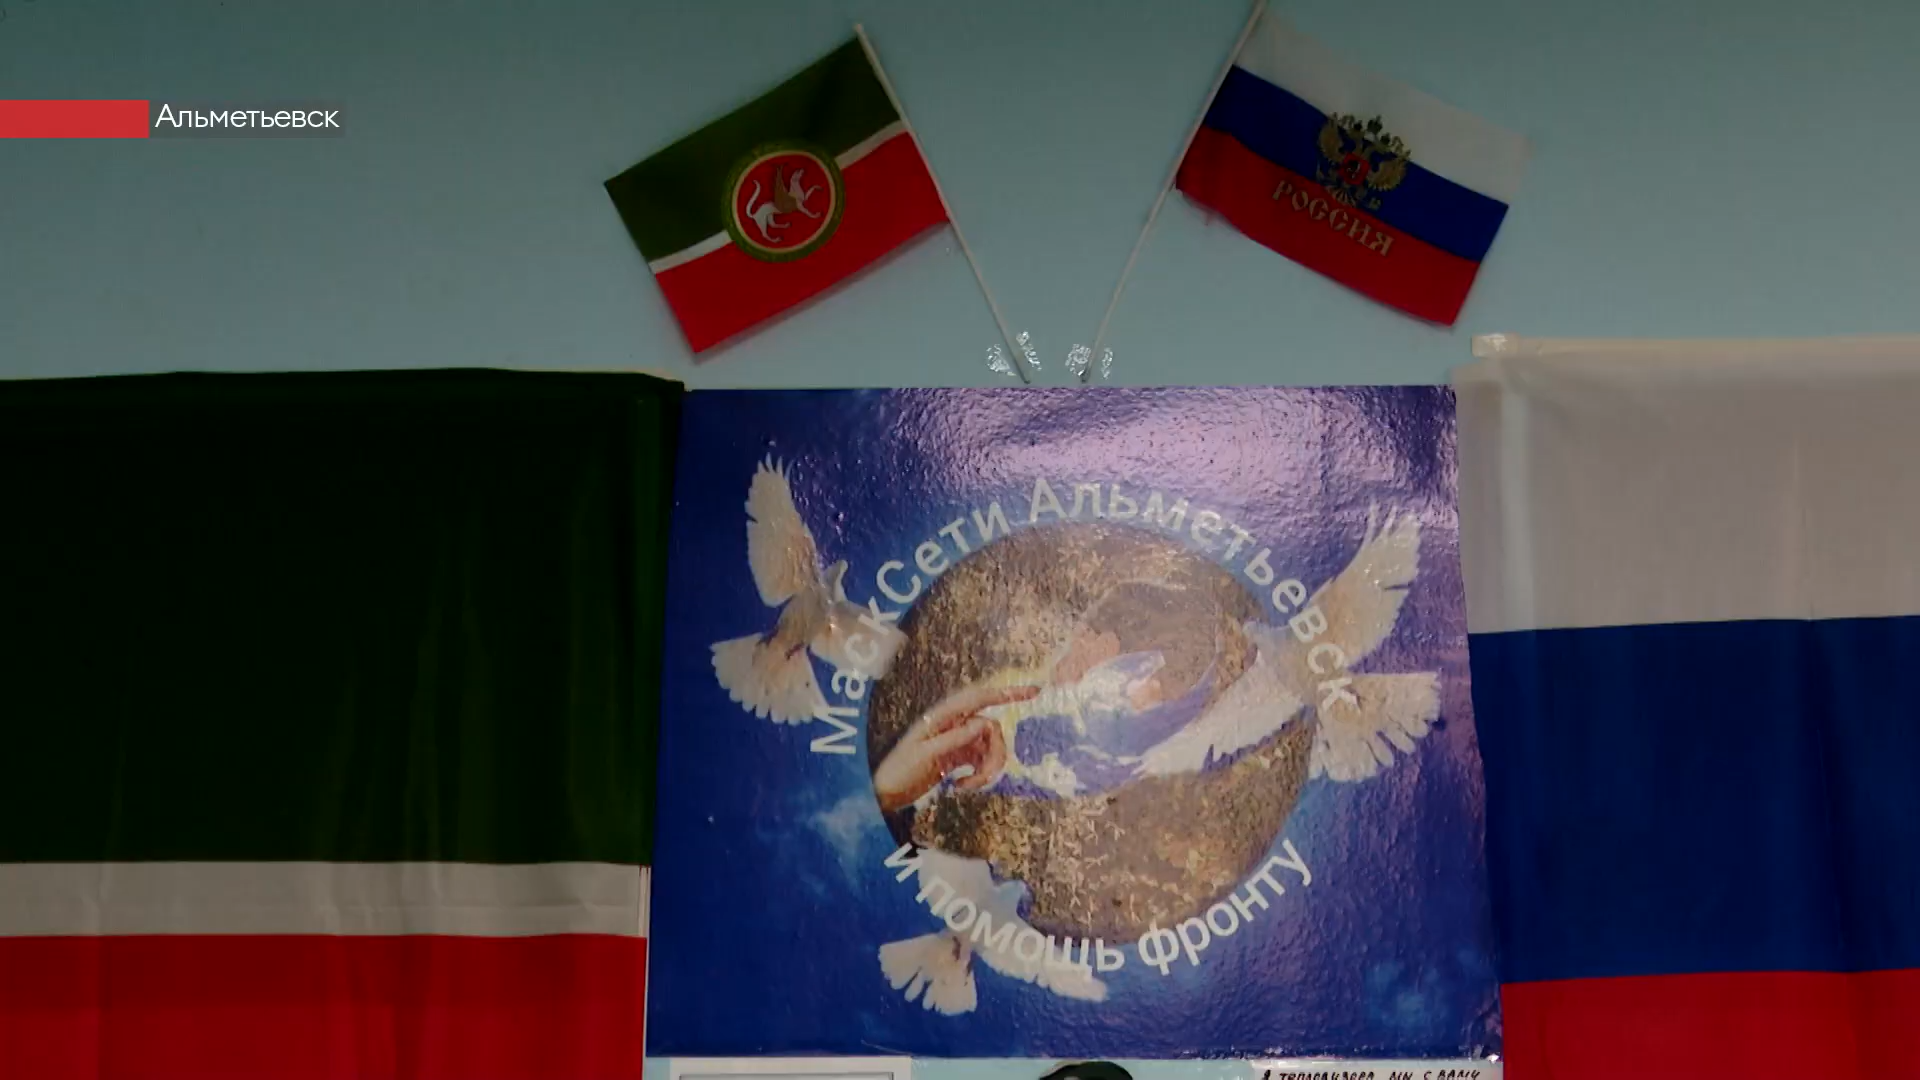 Альметьевск
РОССИЯ
МаскСети Альметьевск
и помощь фронту